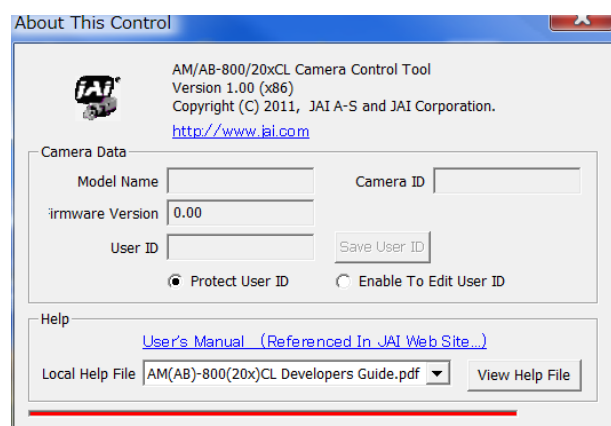 About This Control
JAI
AM/AB-800/20xCL Camera Control Tool
Version 1.00 (x86)
Copyright (C) 2011, JAI A-S and JAI Corporation.
http://www.jai.com
Camera Data
Model Name
Camera ID
Firmware Version 0.00
User ID
Save User ID
Protect User ID
Enable To Edit User ID
Help
User's Manual (Referenced In JAI Web Site...)
Local Help File AM(AB)-800(20x)CL Developers Guide.pdf
View Help File